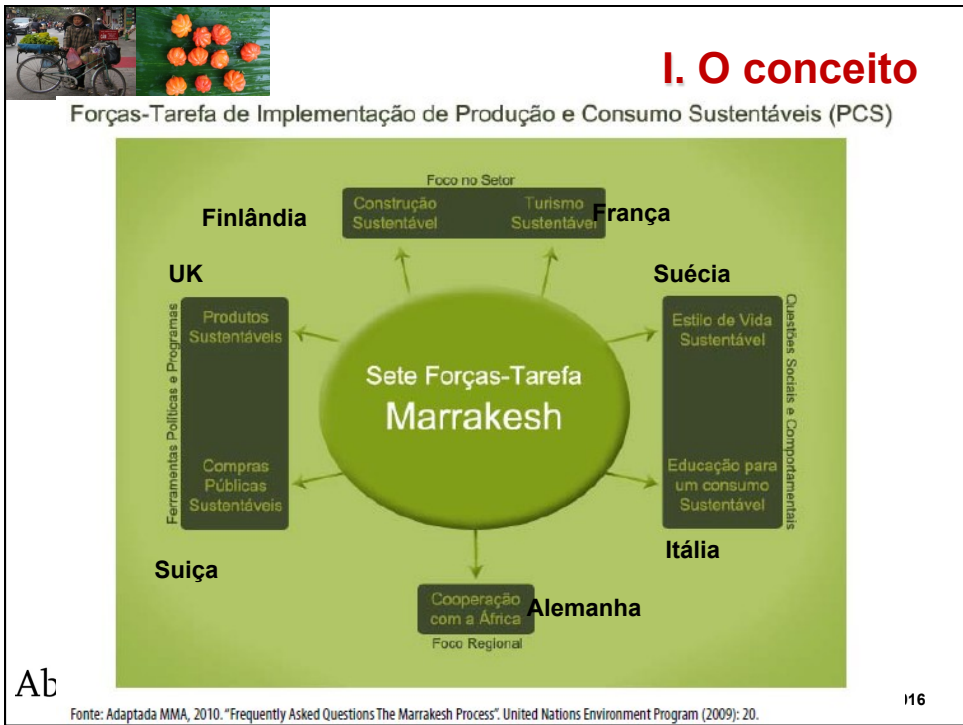 I. O conceito
Forças-Tarefa de Implementação de Produção e Consumo Sustentáveis (PCS)
Foco no Setor
Construção
Sustentável
Turismo
Sustentável
Finlândia
França
UK
Suécia
Ferramentas Políticas e Programas
Produtos
Sustentáveis
Compras
Públicas
Sustentáveis
Sete Forças-Tarefa
Marrakesh
Estilo de Vida
Sustentável
Educação para
um consumo
Sustentável
Questões Sociais e Comportamentais
Suiça
Itália
Cooperação
com a África
Alemanha
Foco Regional
Ab
16
Fonte: Adaptada MMA, 2010. "Frequently Asked Questions The Marrakesh Process". United Nations Environment Program (2009): 20.